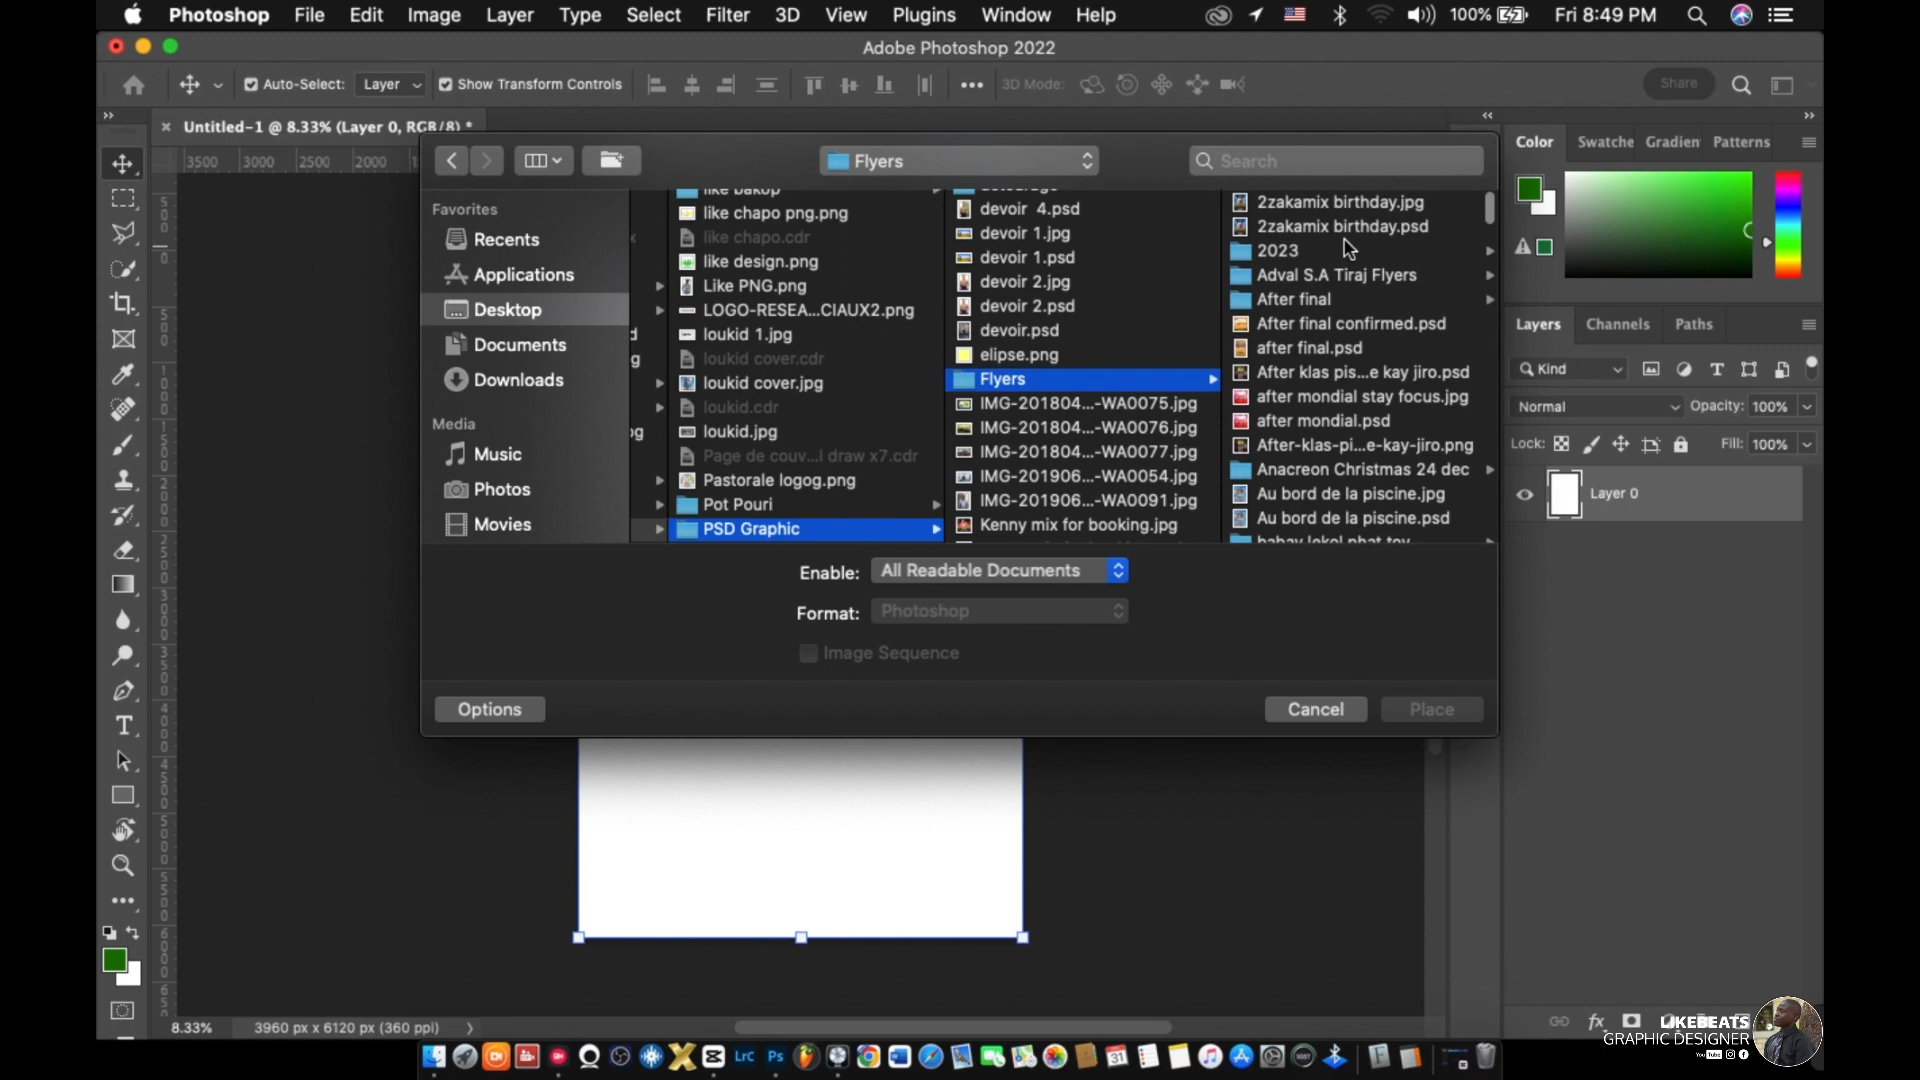 Photoshop File Edit Image Layer Type Select Filter 3D View Plugins Window Help 100% Fri 8:49 PM
Adobe Photoshop 2022
Auto-Select: Layer Show Transform Controls 3D Mode: Share
Untitled-1 @ 8.33% (Layer 0, RGB/8) *
3500 3000 2500 2000
Flyers
Search
Favorites
Recents
Applications
Desktop
Documents
Downloads
Media
Music
Photos
Movies
like bakop
like chapo png.png
like chapo.cdr
like design.png
Like PNG.png
LOGO-RESEA...CIAUX2.png
loukid 1.jpg
loukid cover.cdr
loukid cover.jpg
loukid.cdr
loukid.jpg
Page de couv...l draw x7.cdr
Pastorale logog.png
Pot Pouri
PSD Graphic
devoir 4.psd
devoir 1.jpg
devoir 1.psd
devoir 2.jpg
devoir 2.psd
devoir.psd
elipse.png
Flyers
IMG-201804...-WA0075.jpg
IMG-201804...-WA0076.jpg
IMG-201804...-WA0077.jpg
IMG-201906...-WA0054.jpg
IMG-201906...-WA0091.jpg
Kenny mix for booking.jpg
2zakamix birthday.jpg
2zakamix birthday.psd
2023
Adval S.A Tiraj Flyers
After final
After final confirmed.psd
after final.psd
After klas pis...e kay jiro.psd
after mondial stay focus.jpg
after mondial.psd
After-klas-pi...e-kay-jiro.png
Anacreon Christmas 24 dec
Au bord de la piscine.jpg
Au bord de la piscine.psd
Enable: All Readable Documents
Format: Photoshop
Image Sequence
Options
Cancel
Place
Color Swatche Gradien Patterns
Layers Channels Paths
Kind
Normal Opacity: 100%
Lock: Fill: 100%
Layer 0
8.33% 3960 px x 6120 px (360 ppi)
LIKEBEATS
GRAPHIC DESIGNER
You Tube
Lrc Ps